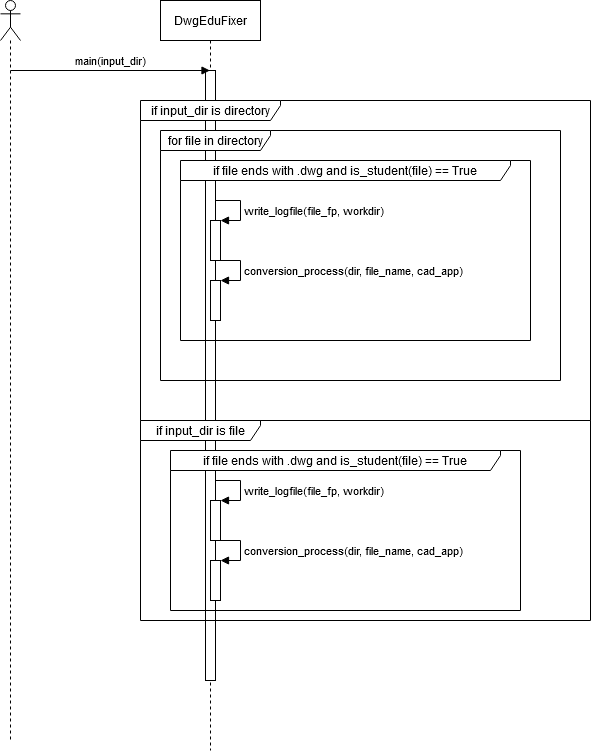 DwgEduFixer
main(input_dir)
if input_dir is directory
for file in directory
if file ends with .dwg and is_student(file) == True
write_logfile(file_fp, workdir)
conversion_process(dir, file_name, cad_app)
if input_dir is file
if file ends with .dwg and is_student(file) == True
write_logfile(file_fp, workdir)
conversion_process(dir, file_name, cad_app)